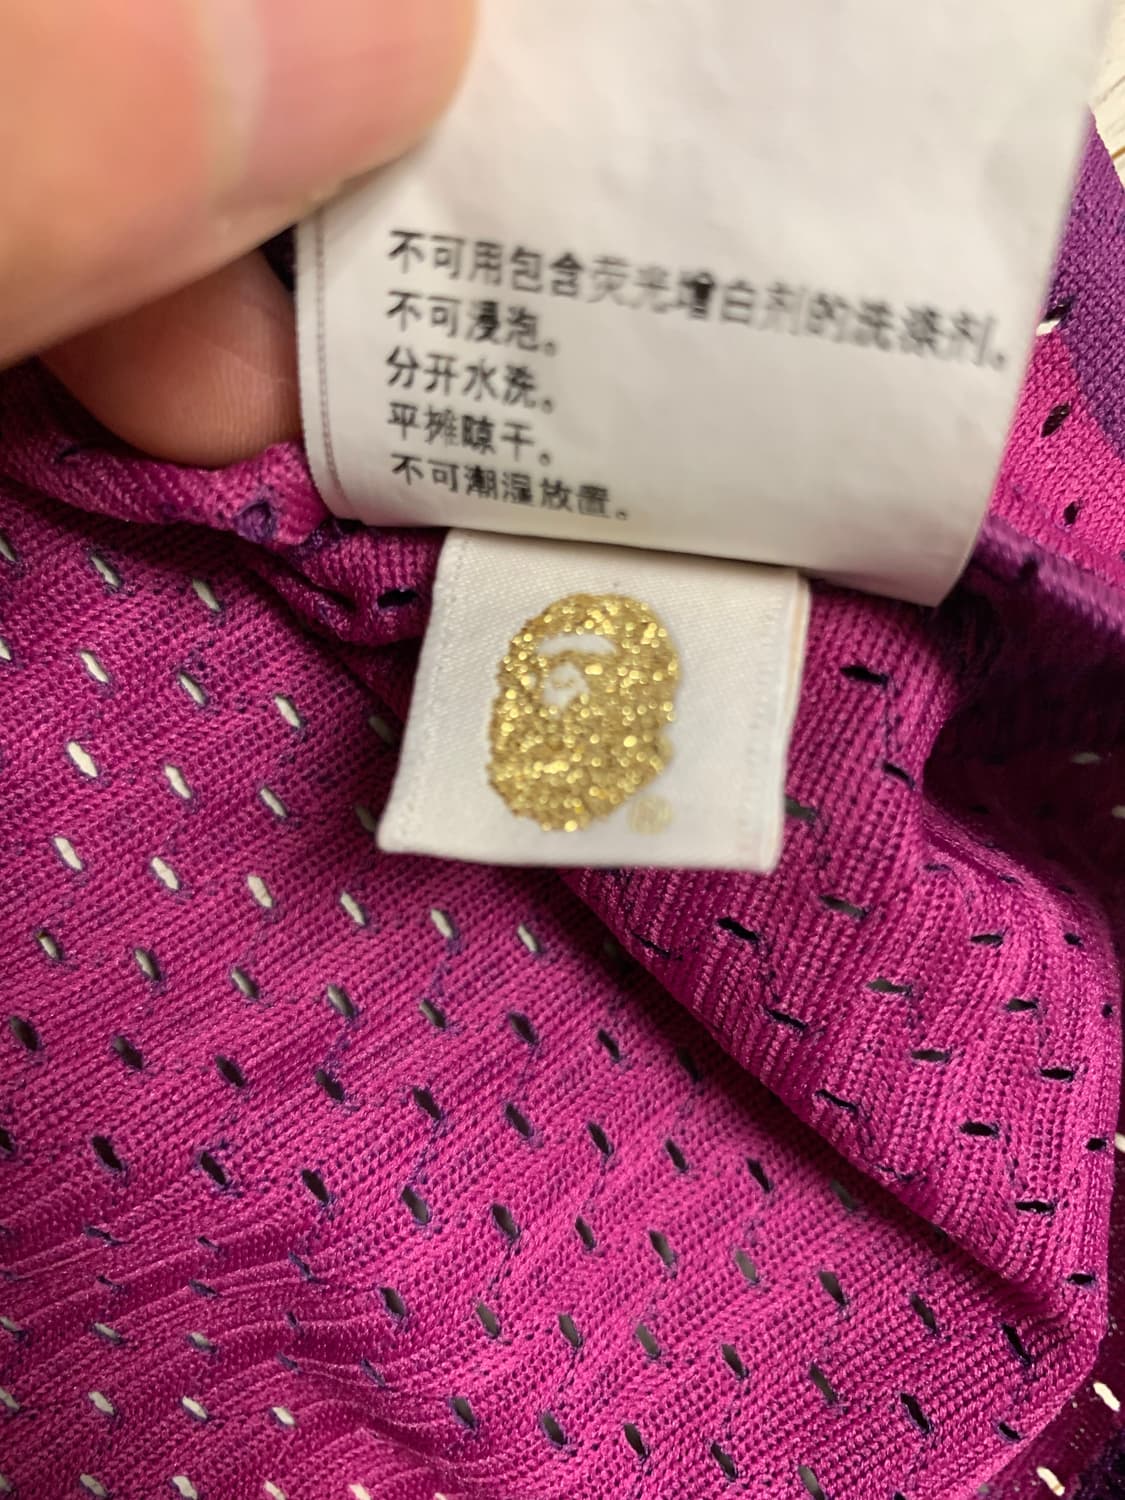 不可用包含荧光增白剂的洗涤剂。
不可浸泡。
分开水洗。
平摊晾干。
不可潮湿放置。
®